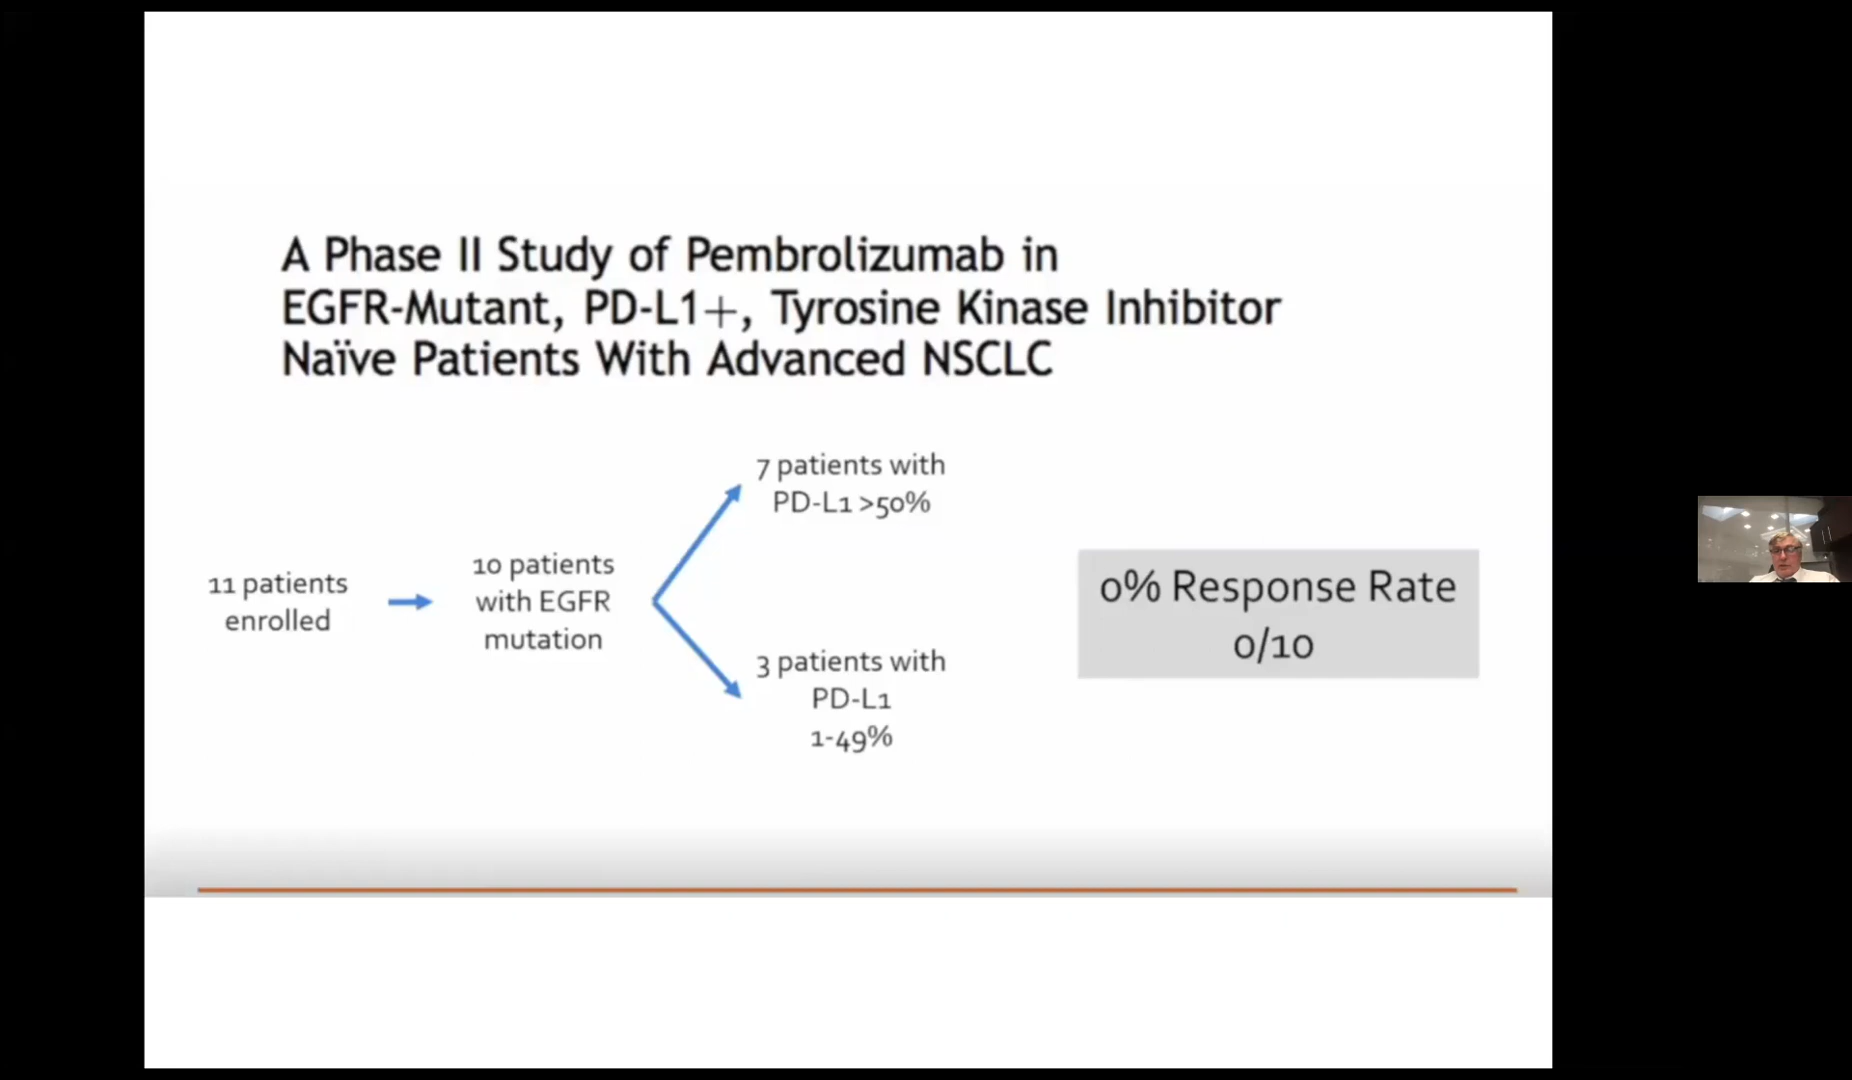 A Phase II Study of Pembrolizumab in
EGFR-Mutant, PD-L1+, Tyrosine Kinase Inhibitor
Naïve Patients With Advanced NSCLC
11 patients
enrolled
10 patients
with EGFR
mutation
7 patients with
PD-L1 >50%
3 patients with
PD-L1
1-49%
0% Response Rate
0/10